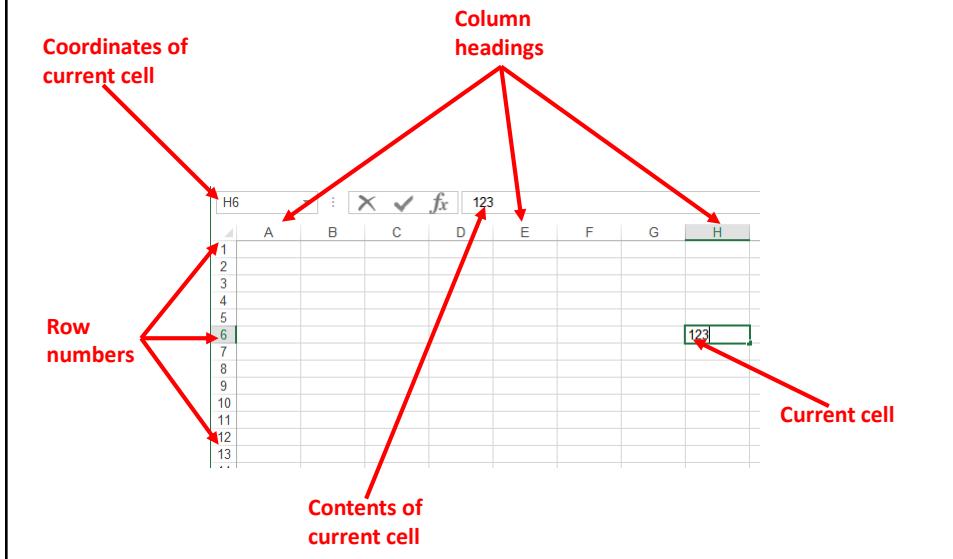 Column
headings
Coordinates of
current cell
H6 fx 123
A B C D E F G H
1
2
3
4
5
6 123
7
8
9
10
11
12
13
Row
numbers
Current cell
Contents of
current cell